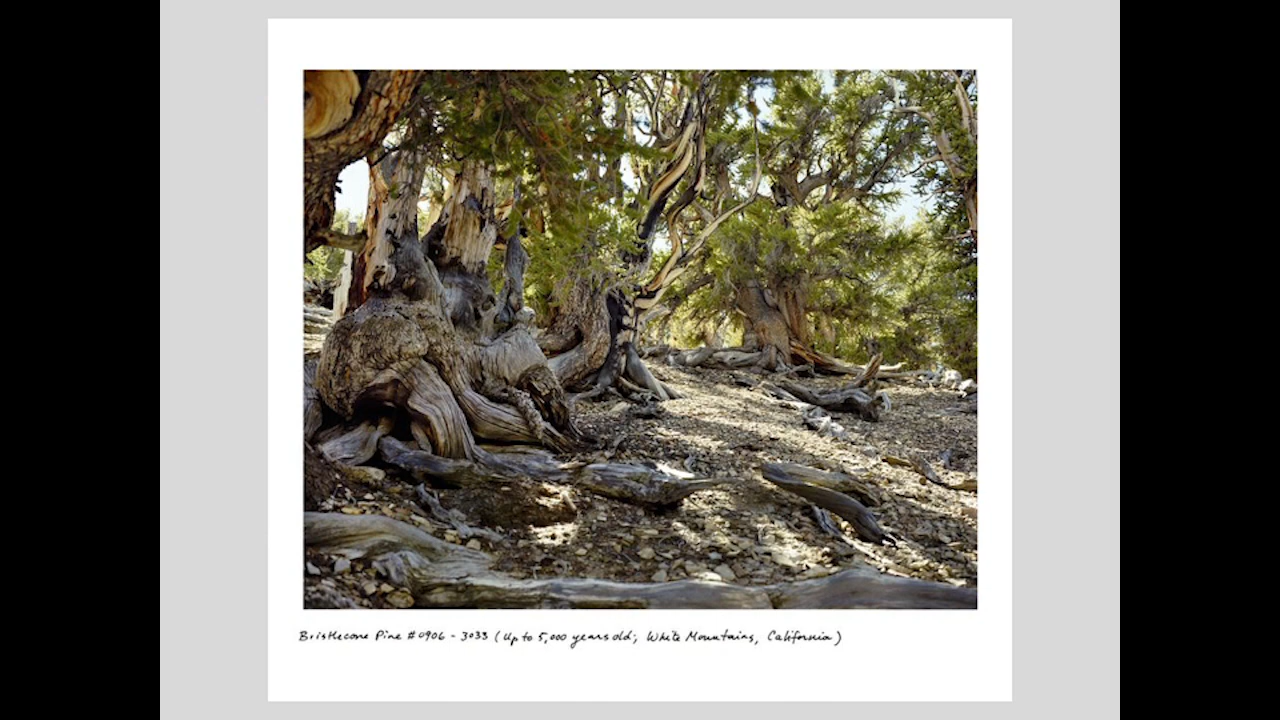 Bristlecone Pine #0906 - 3033 (Up to 5,000 years old; White Mountains, California)